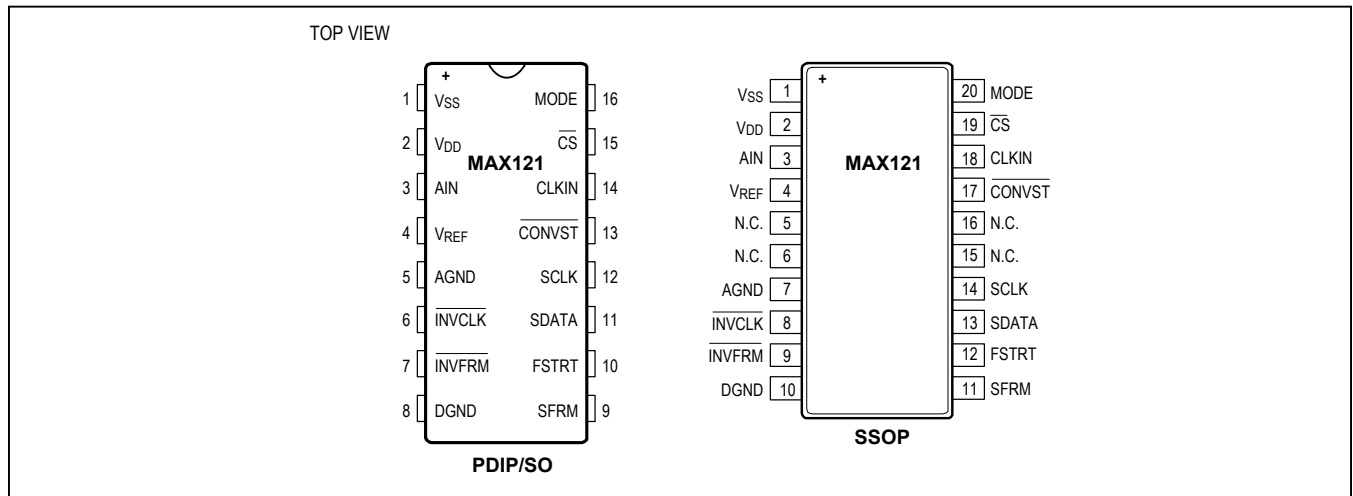 TOP VIEW
+
1 VSS MODE 16
2 VDD CS 15
MAX121
3 AIN CLKIN 14
4 VREF CONVST 13
5 AGND SCLK 12
6 INVCLK SDATA 11
7 INVFRM FSTRT 10
8 DGND SFRM 9
PDIP/SO
+
VSS 1 20 MODE
VDD 2 19 CS
AIN 3 MAX121 18 CLKIN
VREF 4 17 CONVST
N.C. 5 16 N.C.
N.C. 6 15 N.C.
AGND 7 14 SCLK
INVCLK 8 13 SDATA
INVFRM 9 12 FSTRT
DGND 10 11 SFRM
SSOP